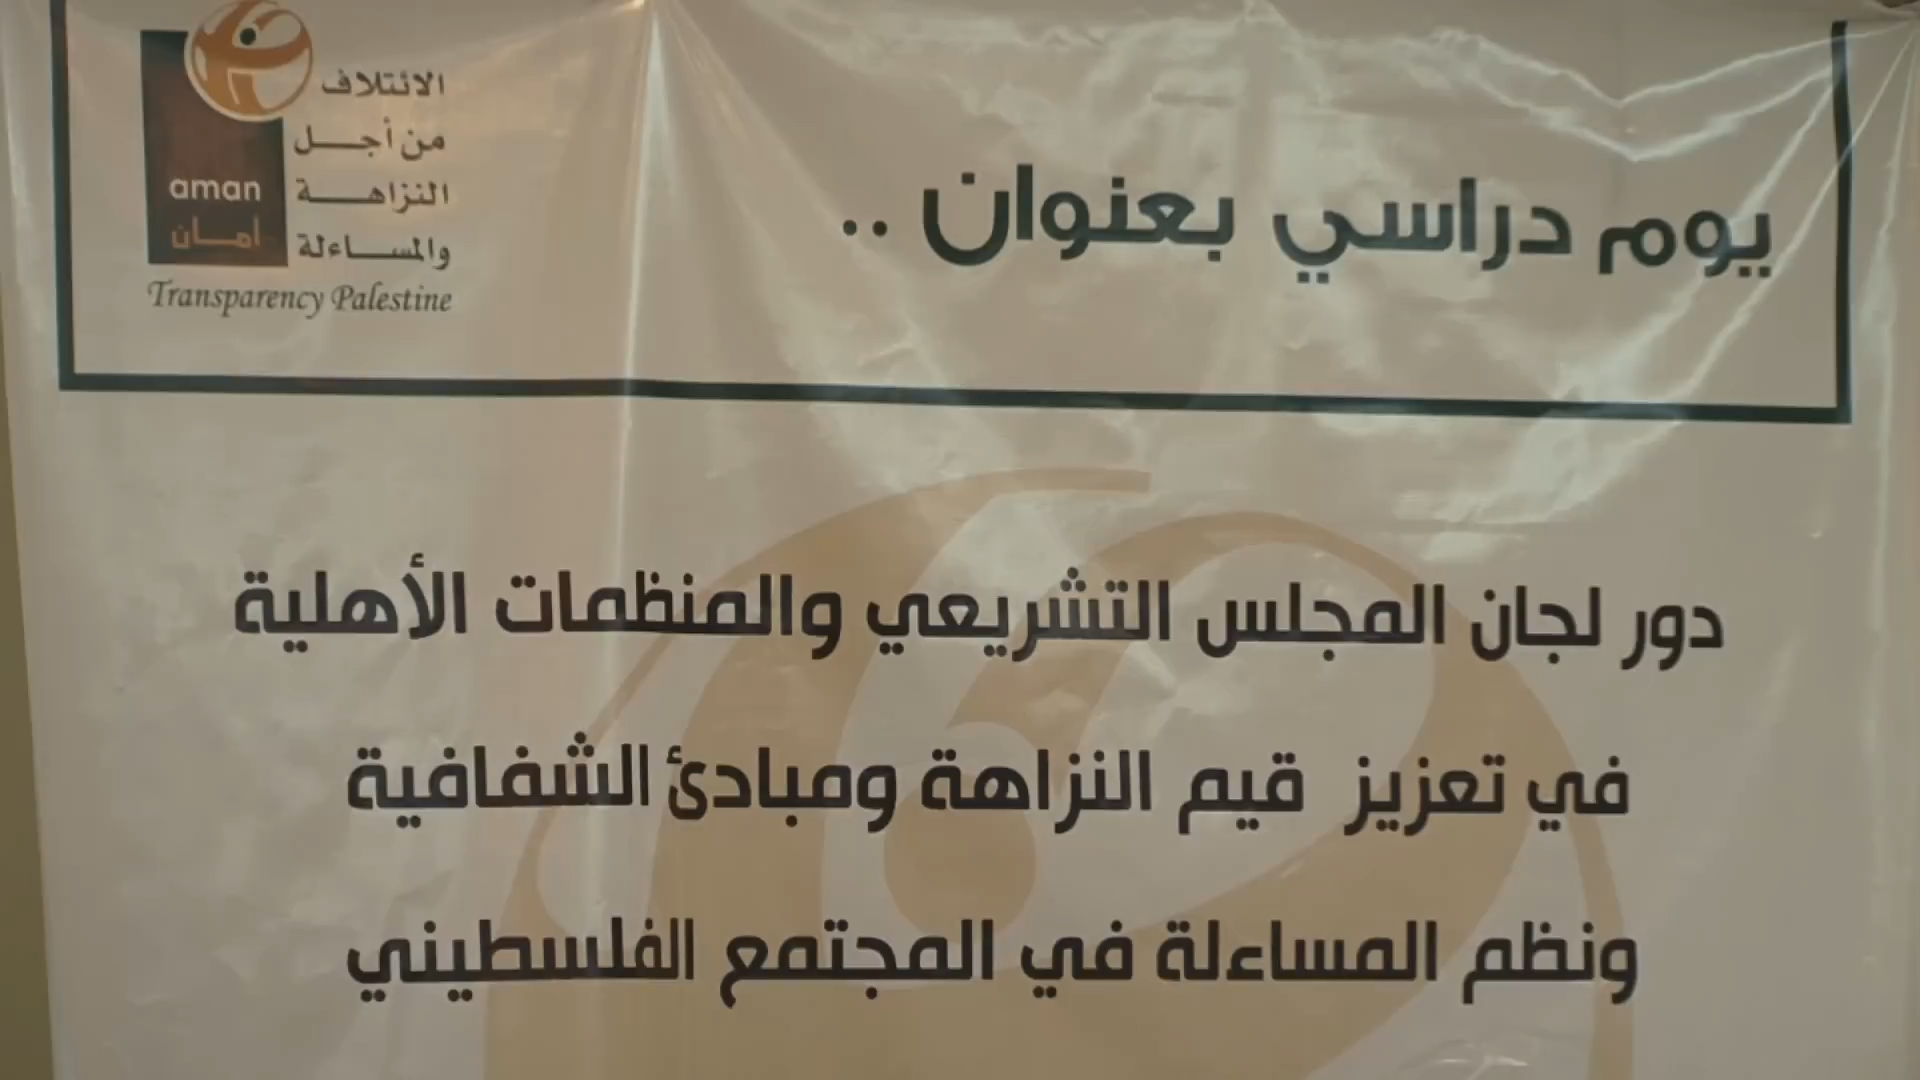 الائتلاف
من أجل
النزاهة
والمساءلة
aman
أمان
Transparency Palestine
يوم دراسي بعنوان ..
دور لجان المجلس التشريعي والمنظمات الأهلية
في تعزيز قيم النزاهة ومبادئ الشفافية
ونظم المساءلة في المجتمع الفلسطيني